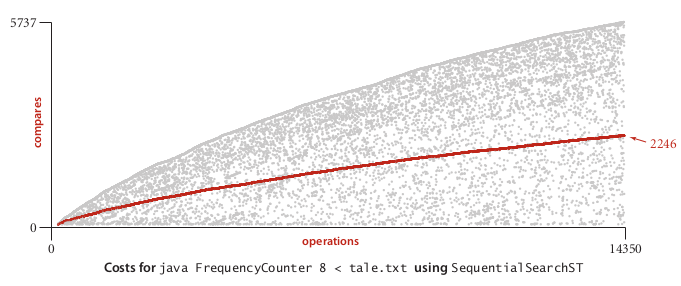 5737
compares
2246
0
0
operations
14350
Costs for java FrequencyCounter 8 < tale.txt using SequentialSearchST